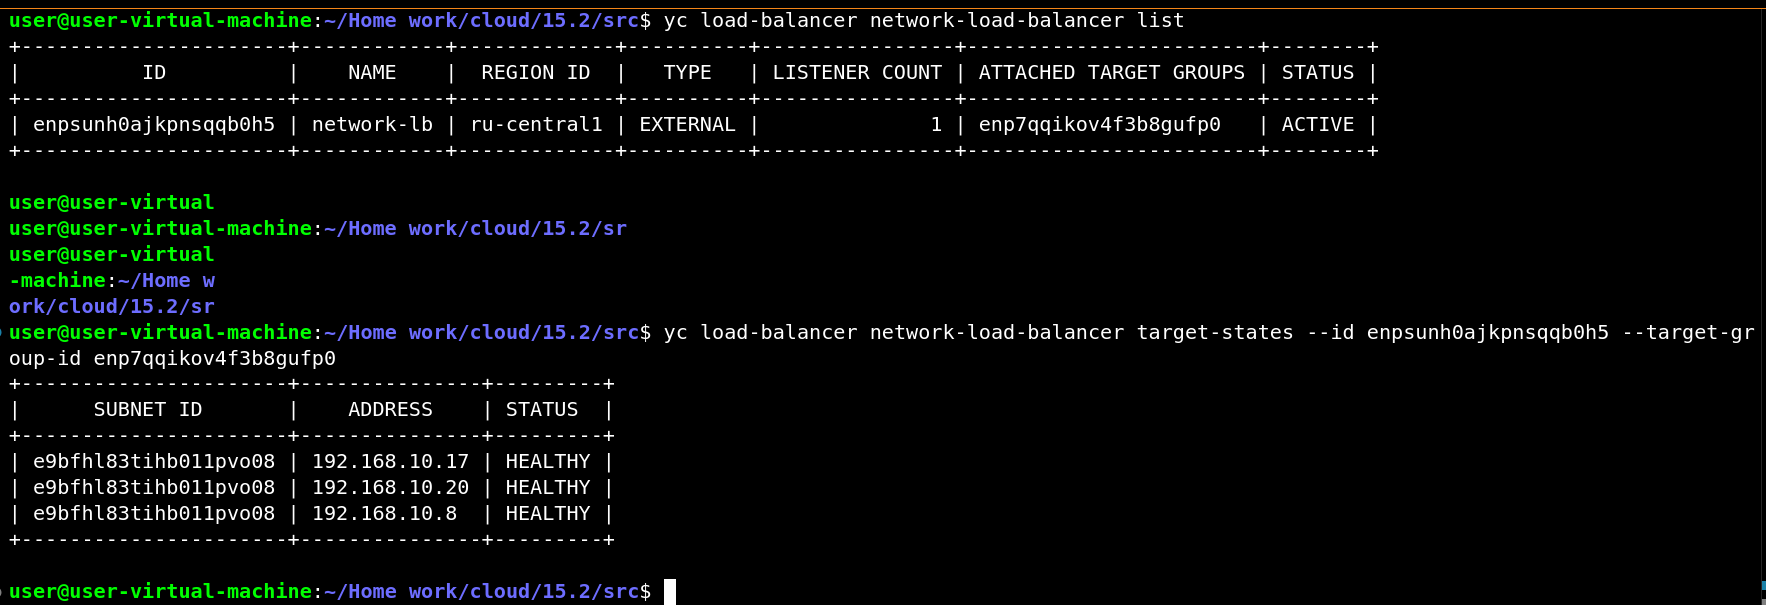 user@user-virtual-machine:~/Home work/cloud/15.2/src$ yc load-balancer network-load-balancer list
+----------------------+------------+-------------+----------+----------------+------------------------+--------+
|          ID          |    NAME    |  REGION ID  |   TYPE   | LISTENER COUNT | ATTACHED TARGET GROUPS | STATUS |
+----------------------+------------+-------------+----------+----------------+------------------------+--------+
| enpsunh0ajkpnsqqb0h5 | network-lb | ru-central1 | EXTERNAL |              1 | enp7qqikov4f3b8gufp0   | ACTIVE |
+----------------------+------------+-------------+----------+----------------+------------------------+--------+
user@user-virtual
user@user-virtual-machine:~/Home work/cloud/15.2/sr
user@user-virtual
-machine:~/Home w
ork/cloud/15.2/sr
user@user-virtual-machine:~/Home work/cloud/15.2/src$ yc load-balancer network-load-balancer target-states --id enpsunh0ajkpnsqqb0h5 --target-gr
oup-id enp7qqikov4f3b8gufp0
+----------------------+---------------+---------+
|      SUBNET ID       |    ADDRESS    | STATUS  |
+----------------------+---------------+---------+
| e9bfhl83tihb011pvo08 | 192.168.10.17 | HEALTHY |
| e9bfhl83tihb011pvo08 | 192.168.10.20 | HEALTHY |
| e9bfhl83tihb011pvo08 | 192.168.10.8  | HEALTHY |
+----------------------+---------------+---------+
user@user-virtual-machine:~/Home work/cloud/15.2/src$